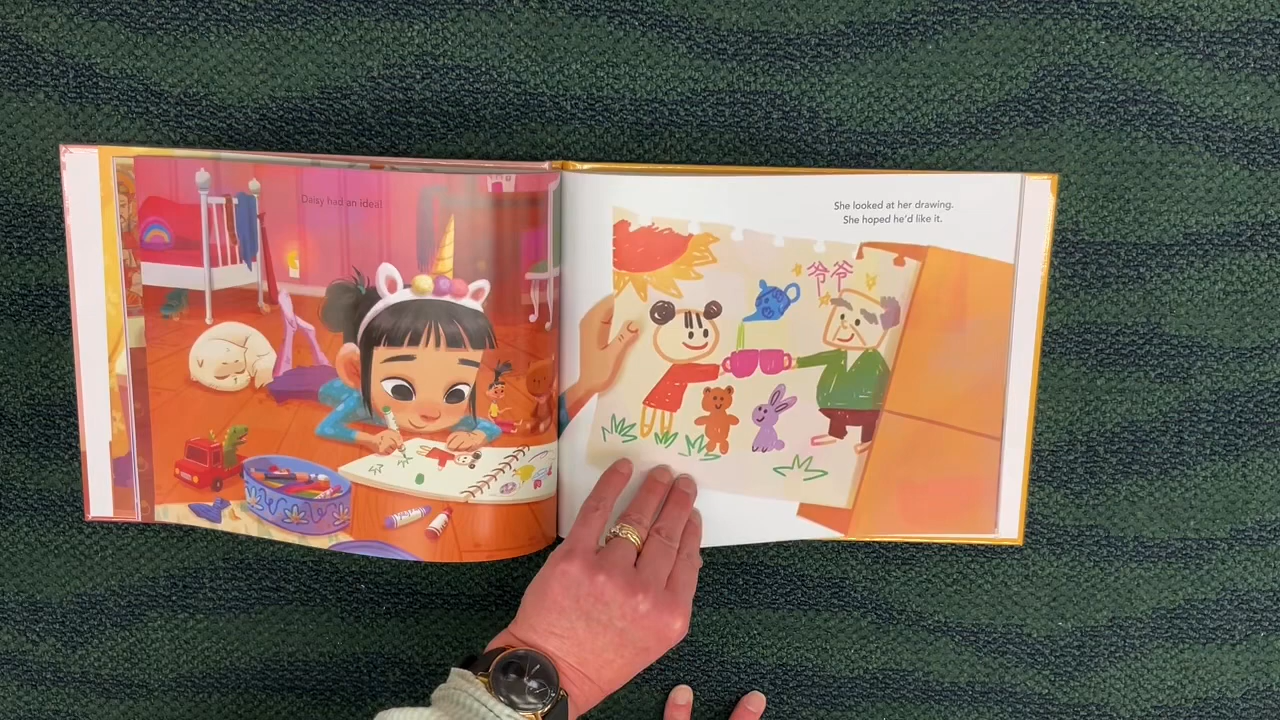 Daisy had an idea!
She looked at her drawing.
She hoped he'd like it.
爷爷